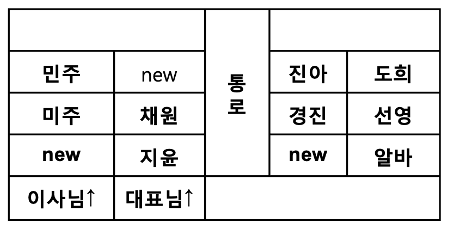 민주 new 통로 진아 도희
미주 채원 경진 선영
new 지윤 new 알바
이사님↑ 대표님↑